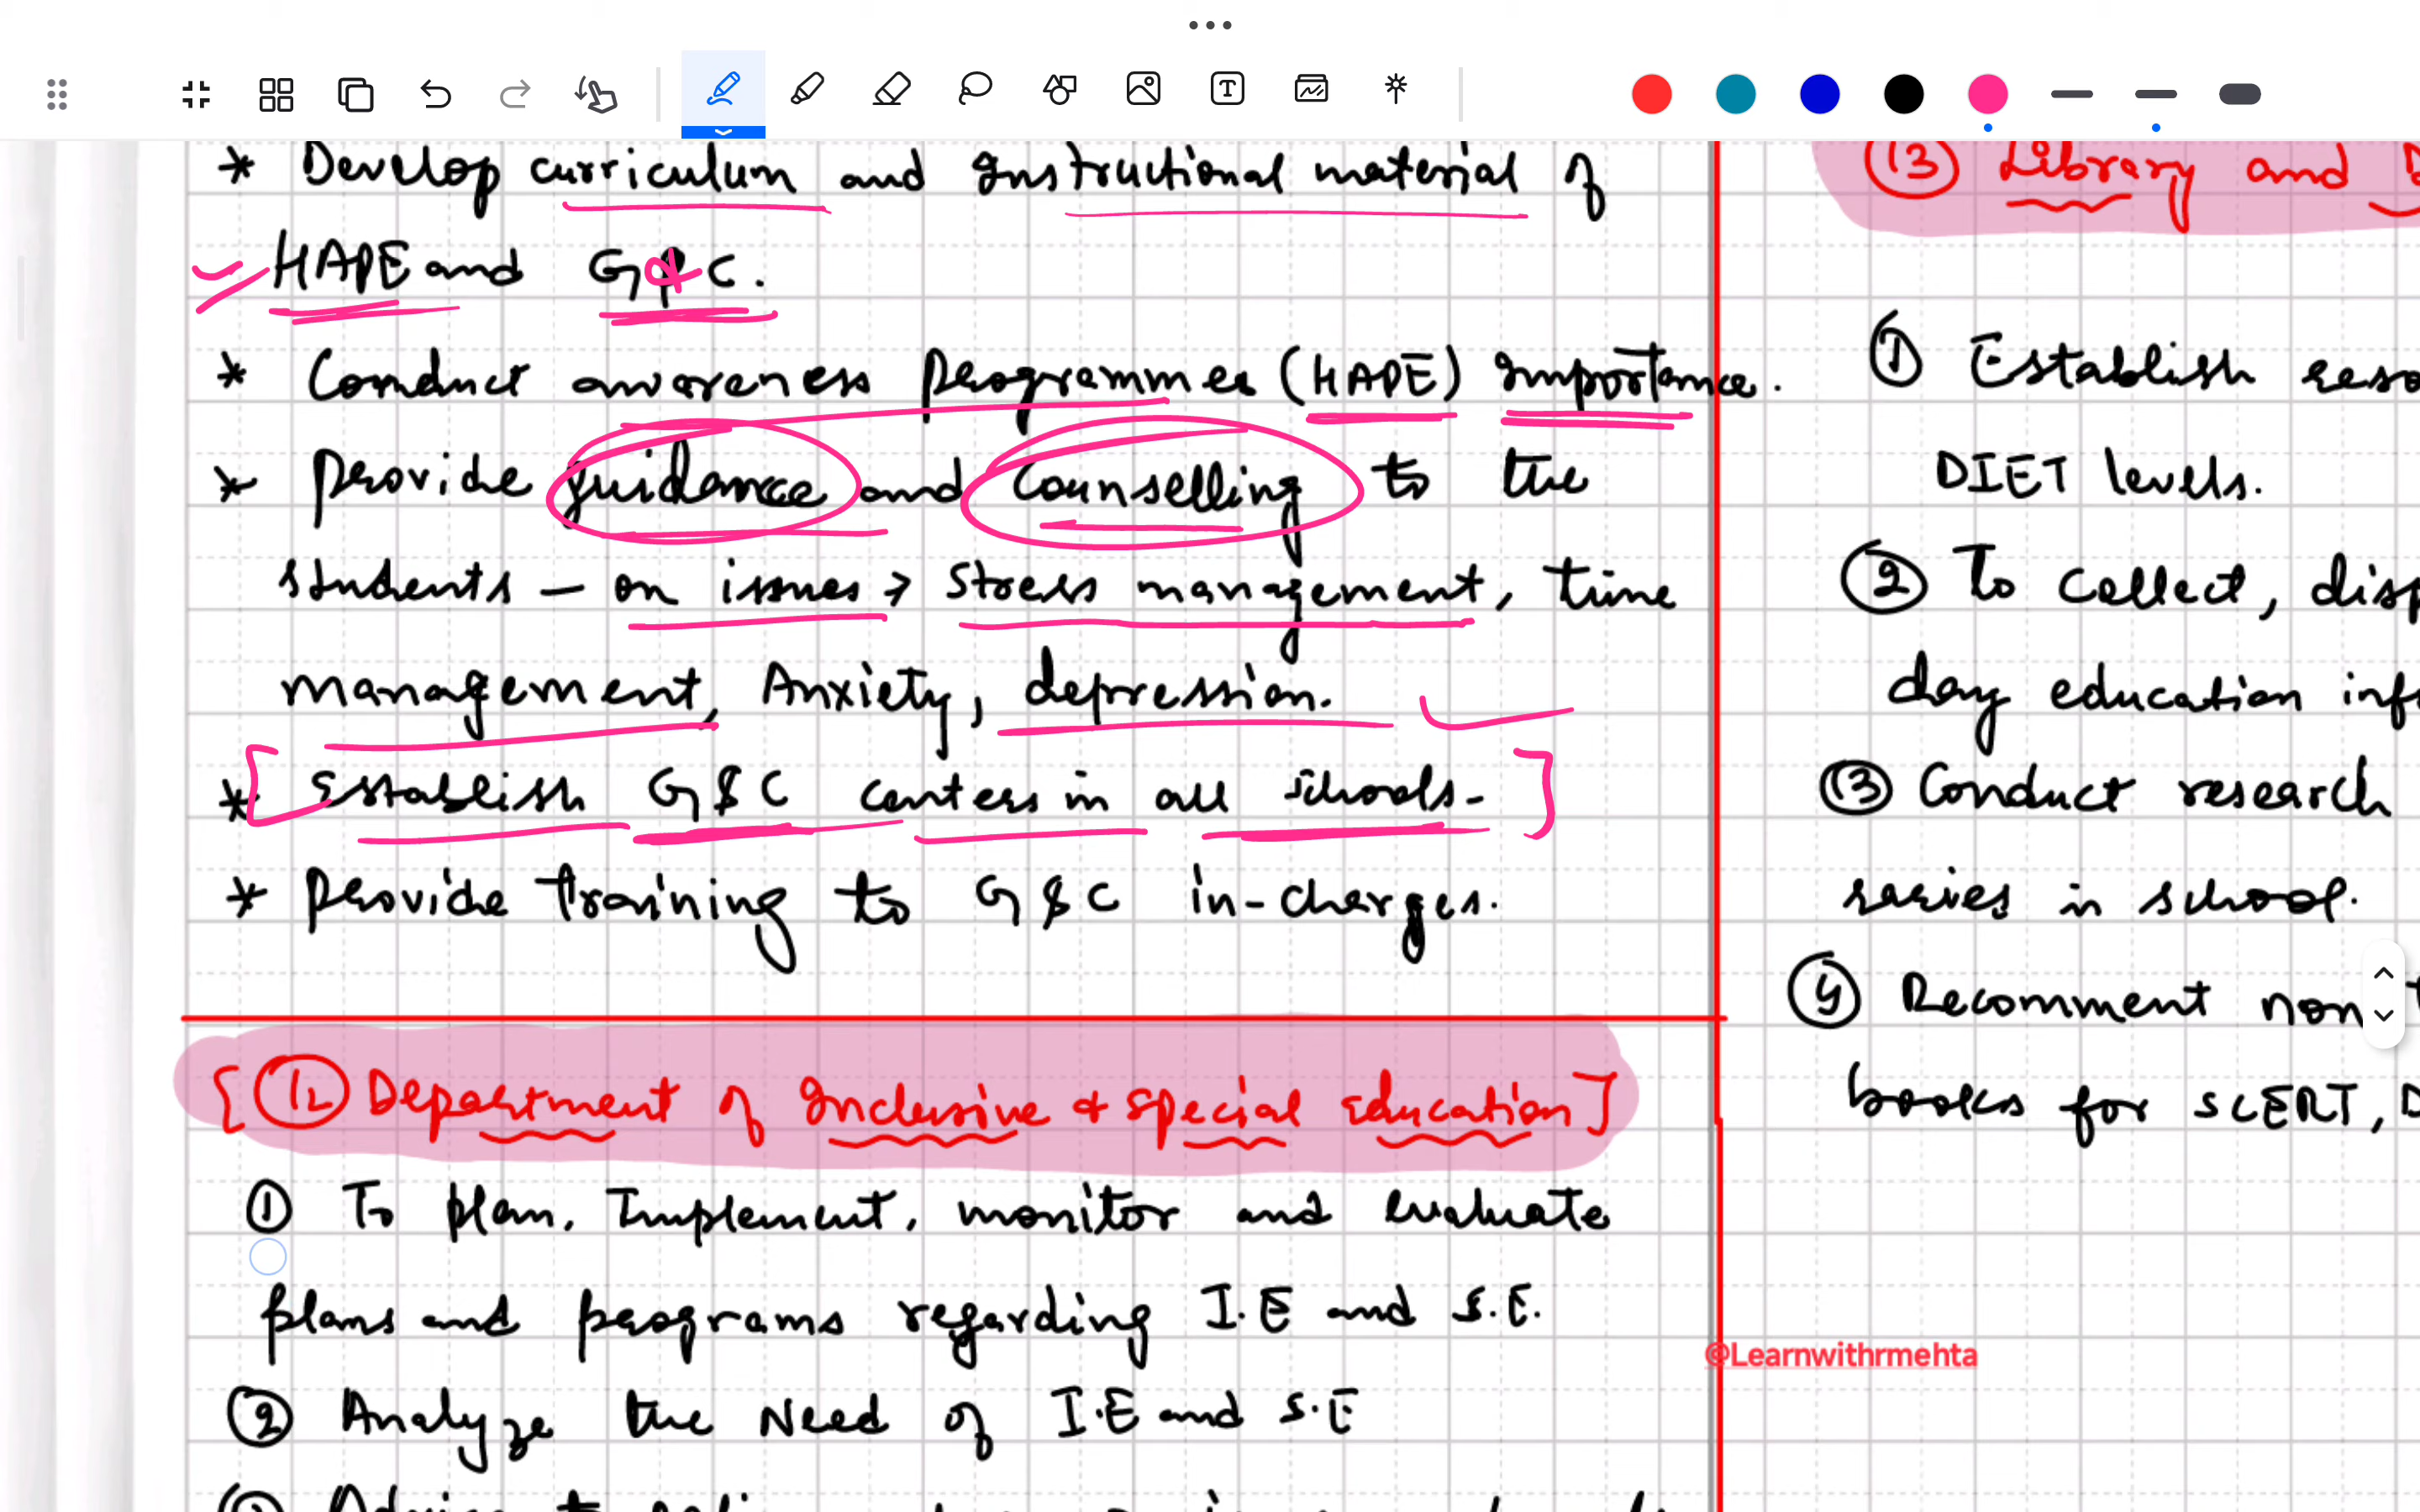 * Develop curriculum and Instructional material of
HAPE and G & C.
* Conduct awareness Programmes (HAPE) Importance.
* Provide guidance and Counselling to the
students - on issues → Stress management, time
management, Anxiety, depression.
* Establish G & C centers in all schools-
* Provide training to G & C in-charges.
[(12) Department of Inclusive & Special Education]
① To plan, Implement, monitor and evaluate
plans and programs regarding I.E and S.E.
② Analyze the Need of I.E and S.E
(13) Library and
① Establish
DIET levels.
② To Collect,
day education
③ Conduct research
raries in school.
④ Recomment non
books for SCERT,
@Learnwithrmehta